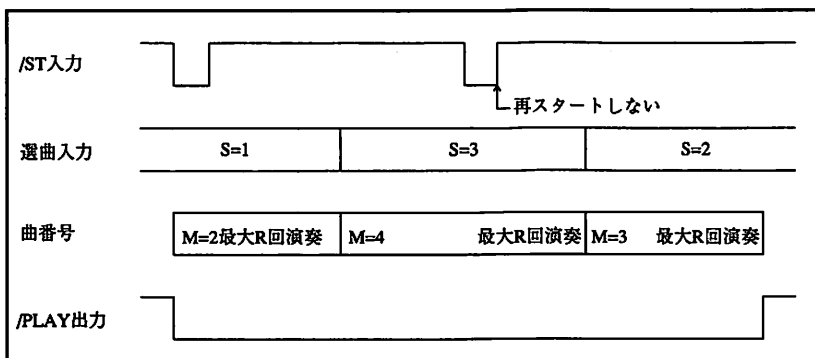 /ST入力
再スタートしない
選曲入力 S=1 S=3 S=2
曲番号 M=2最大R回演奏 M=4 最大R回演奏 M=3 最大R回演奏
/PLAY出力